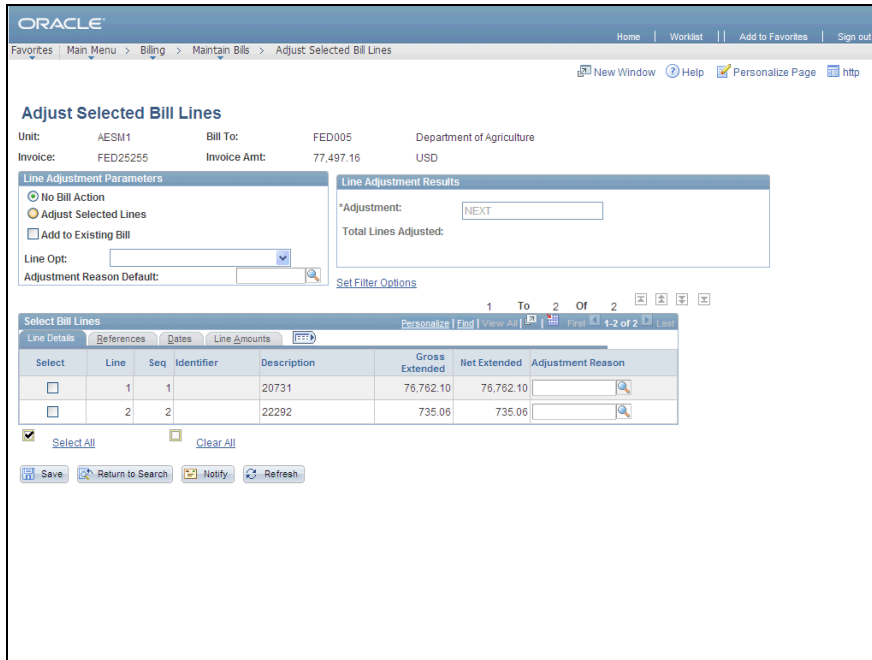 ORACLE
Home | Worklist || Add to Favorites | Sign out
Favorites | Main Menu > Billing > Maintain Bills > Adjust Selected Bill Lines
New Window Help Personalize Page http
Adjust Selected Bill Lines
Unit: AESM1 Bill To: FED005 Department of Agriculture
Invoice: FED25255 Invoice Amt: 77,497.16 USD
Line Adjustment Parameters
No Bill Action
Adjust Selected Lines
Add to Existing Bill
Line Opt:
Adjustment Reason Default:
Line Adjustment Results
*Adjustment: NEXT
Total Lines Adjusted:
Set Filter Options
1 To 2 Of 2
Select Bill Lines Personalize | Find | View All | | First 1-2 of 2 Last
Line Details References Dates Line Amounts
Select Line Seq Identifier Description Gross Extended Net Extended Adjustment Reason
1 1 20731 76,762.10 76,762.10
2 2 22292 735.06 735.06
Select All Clear All
Save Return to Search Notify Refresh